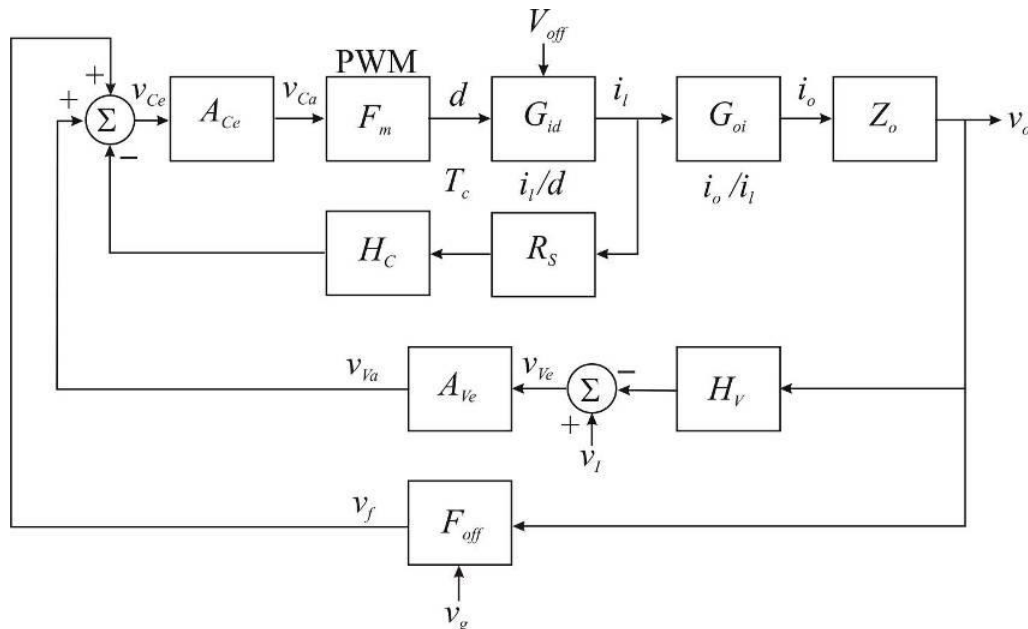 V_off
PWM
+ + Σ − v_Ce A_Ce v_Ca F_m d G_id i_l G_oi i_o Z_o v_o
T_c i_l/d i_o/i_l
H_C R_S
v_Va A_Ve v_Ve Σ − + H_V
v_I
v_f F_off
v_g